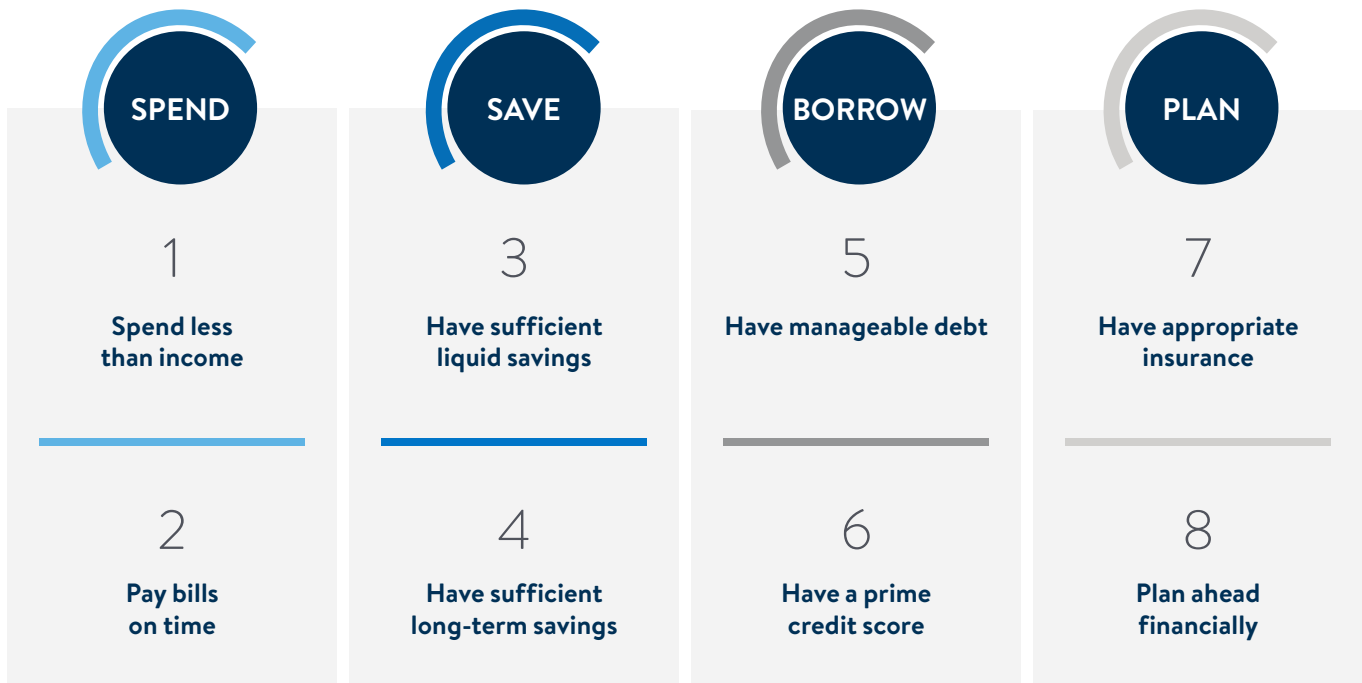 SPEND
1
Spend less
than income
2
Pay bills
on time
SAVE
3
Have sufficient
liquid savings
4
Have sufficient
long-term savings
BORROW
5
Have manageable debt
6
Have a prime
credit score
PLAN
7
Have appropriate
insurance
8
Plan ahead
financially